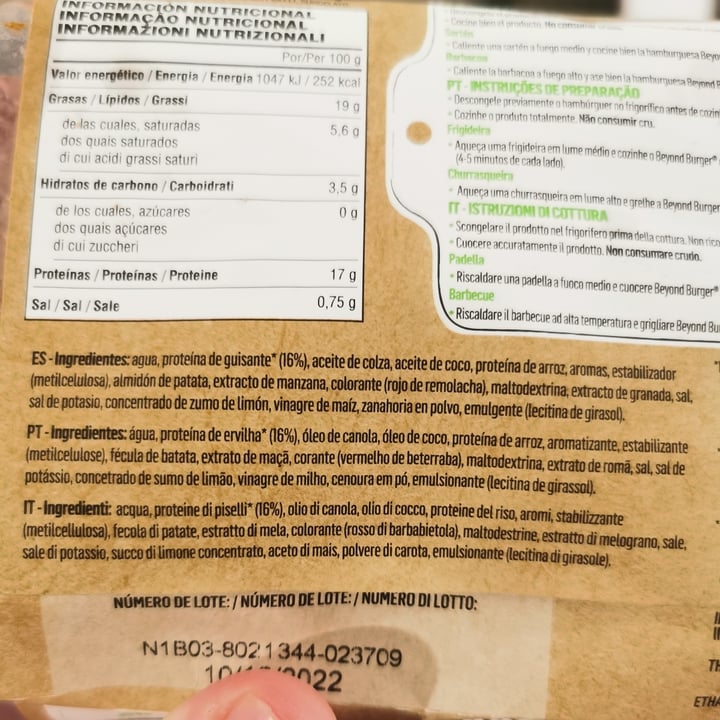 INFORMACIÓN NUTRICIONAL
INFORMAÇÃO NUTRICIONAL
INFORMAZIONI NUTRIZIONALI
Por/Per 100 g
Valor energético / Energia / Energia 1047 kJ / 252 kcal
Grasas / Lípidos / Grassi 19 g
de las cuales, saturadas 5,6 g
dos quais saturados
di cui acidi grassi saturi
Hidratos de carbono / Carboidrati 3,5 g
de los cuales, azúcares 0 g
dos quais açúcares
di cui zuccheri
Proteínas / Proteínas / Proteine 17 g
Sal / Sal / Sale 0,75 g
Cocine bien el producto. No
Sartén
- Caliente una sartén a fuego medio y cocine bien la hamburguesa Beyo
Barbacoa
- Caliente la barbacoa a fuego alto y ase bien la hamburguesa Beyond B
PT - INSTRUÇÕES DE PREPARAÇÃO
- Descongele previamente o hambúrguer no frigorífico antes de cozin
- Cozinhe o produto totalmente. Não consumir cru.
Frigideira
- Aqueça uma frigideira em lume médio e cozinhe o Beyond Burger®
(4-5 minutos de cada lado).
Churrasqueira
- Aqueça uma churrasqueira em lume alto e grelhe a Beyond Burger
IT - ISTRUZIONI DI COTTURA
- Scongelare il prodotto nel frigorifero prima della cottura. Non rico
- Cuocere accuratamente il prodotto. Non consumare crudo.
Padella
- Riscaldare una padella a fuoco medio e cuocere Beyond Burger®
Barbecue
- Riscaldare il barbecue ad alta temperatura e grigliare Beyond Bu
ES - Ingredientes: agua, proteína de guisante* (16%), aceite de colza, aceite de coco, proteína de arroz, aromas, estabilizador
(metilcelulosa), almidón de patata, extracto de manzana, colorante (rojo de remolacha), maltodextrina, extracto de granada, sal,
sal de potasio, concentrado de zumo de limón, vinagre de maíz, zanahoria en polvo, emulgente (lecitina de girasol).
PT - Ingredientes: água, proteína de ervilha* (16%), óleo de canola, óleo de coco, proteína de arroz, aromatizante, estabilizante
(metilcelulose), fécula de batata, extrato de maçã, corante (vermelho de beterraba), maltodextrina, extrato de romã, sal, sal de
potássio, concetrado de sumo de limão, vinagre de milho, cenoura em pó, emulsionante (lecitina de girassol).
IT - Ingredienti: acqua, proteine di piselli* (16%), olio di canola, olio di cocco, proteine del riso, aromi, stabilizzante
(metilcellulosa), fecola di patate, estratto di mela, colorante (rosso di barbabietola), maltodestrine, estratto di melograno, sale,
sale di potassio, succo di limone concentrato, aceto di mais, polvere di carota, emulsionante (lecitina di girasole).
NÚMERO DE LOTE: / NÚMERO DE LOTE: / NUMERO DI LOTTO:
N1B03-8021344-023709
TH
ETHA